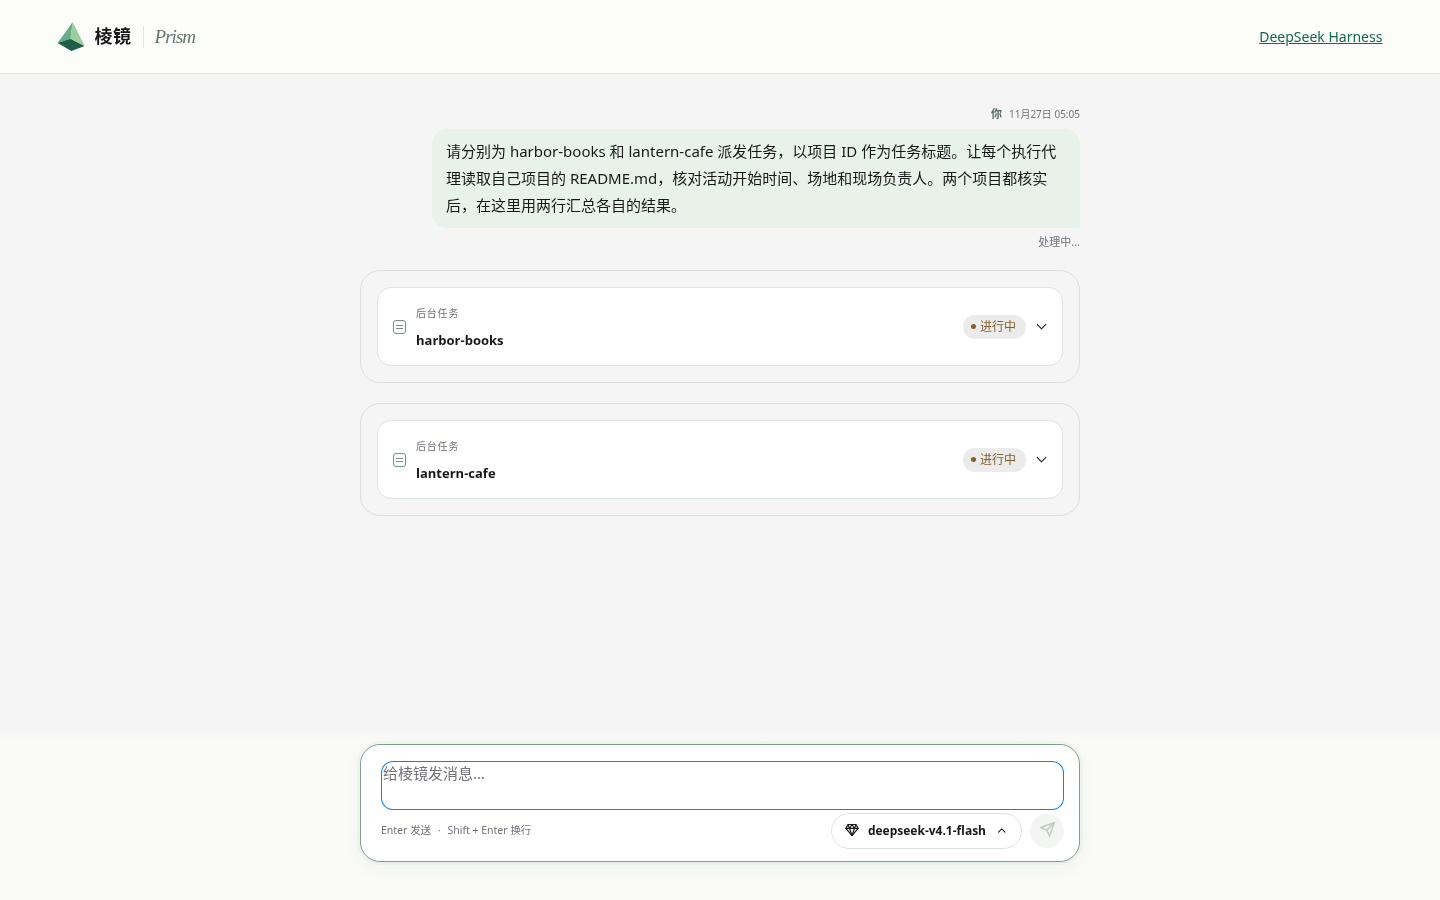 棱镜 Prism
DeepSeek Harness
你 11月27日 05:05
请分别为 harbor-books 和 lantern-cafe 派发任务，以项目 ID 作为任务标题。让每个执行代
理读取自己项目的 README.md，核对活动开始时间、场地和现场负责人。两个项目都核实
后，在这里用两行汇总各自的结果。
处理中...
后台任务
harbor-books
进行中
后台任务
lantern-cafe
进行中
给棱镜发消息...
Enter 发送 · Shift + Enter 换行
deepseek-v4.1-flash